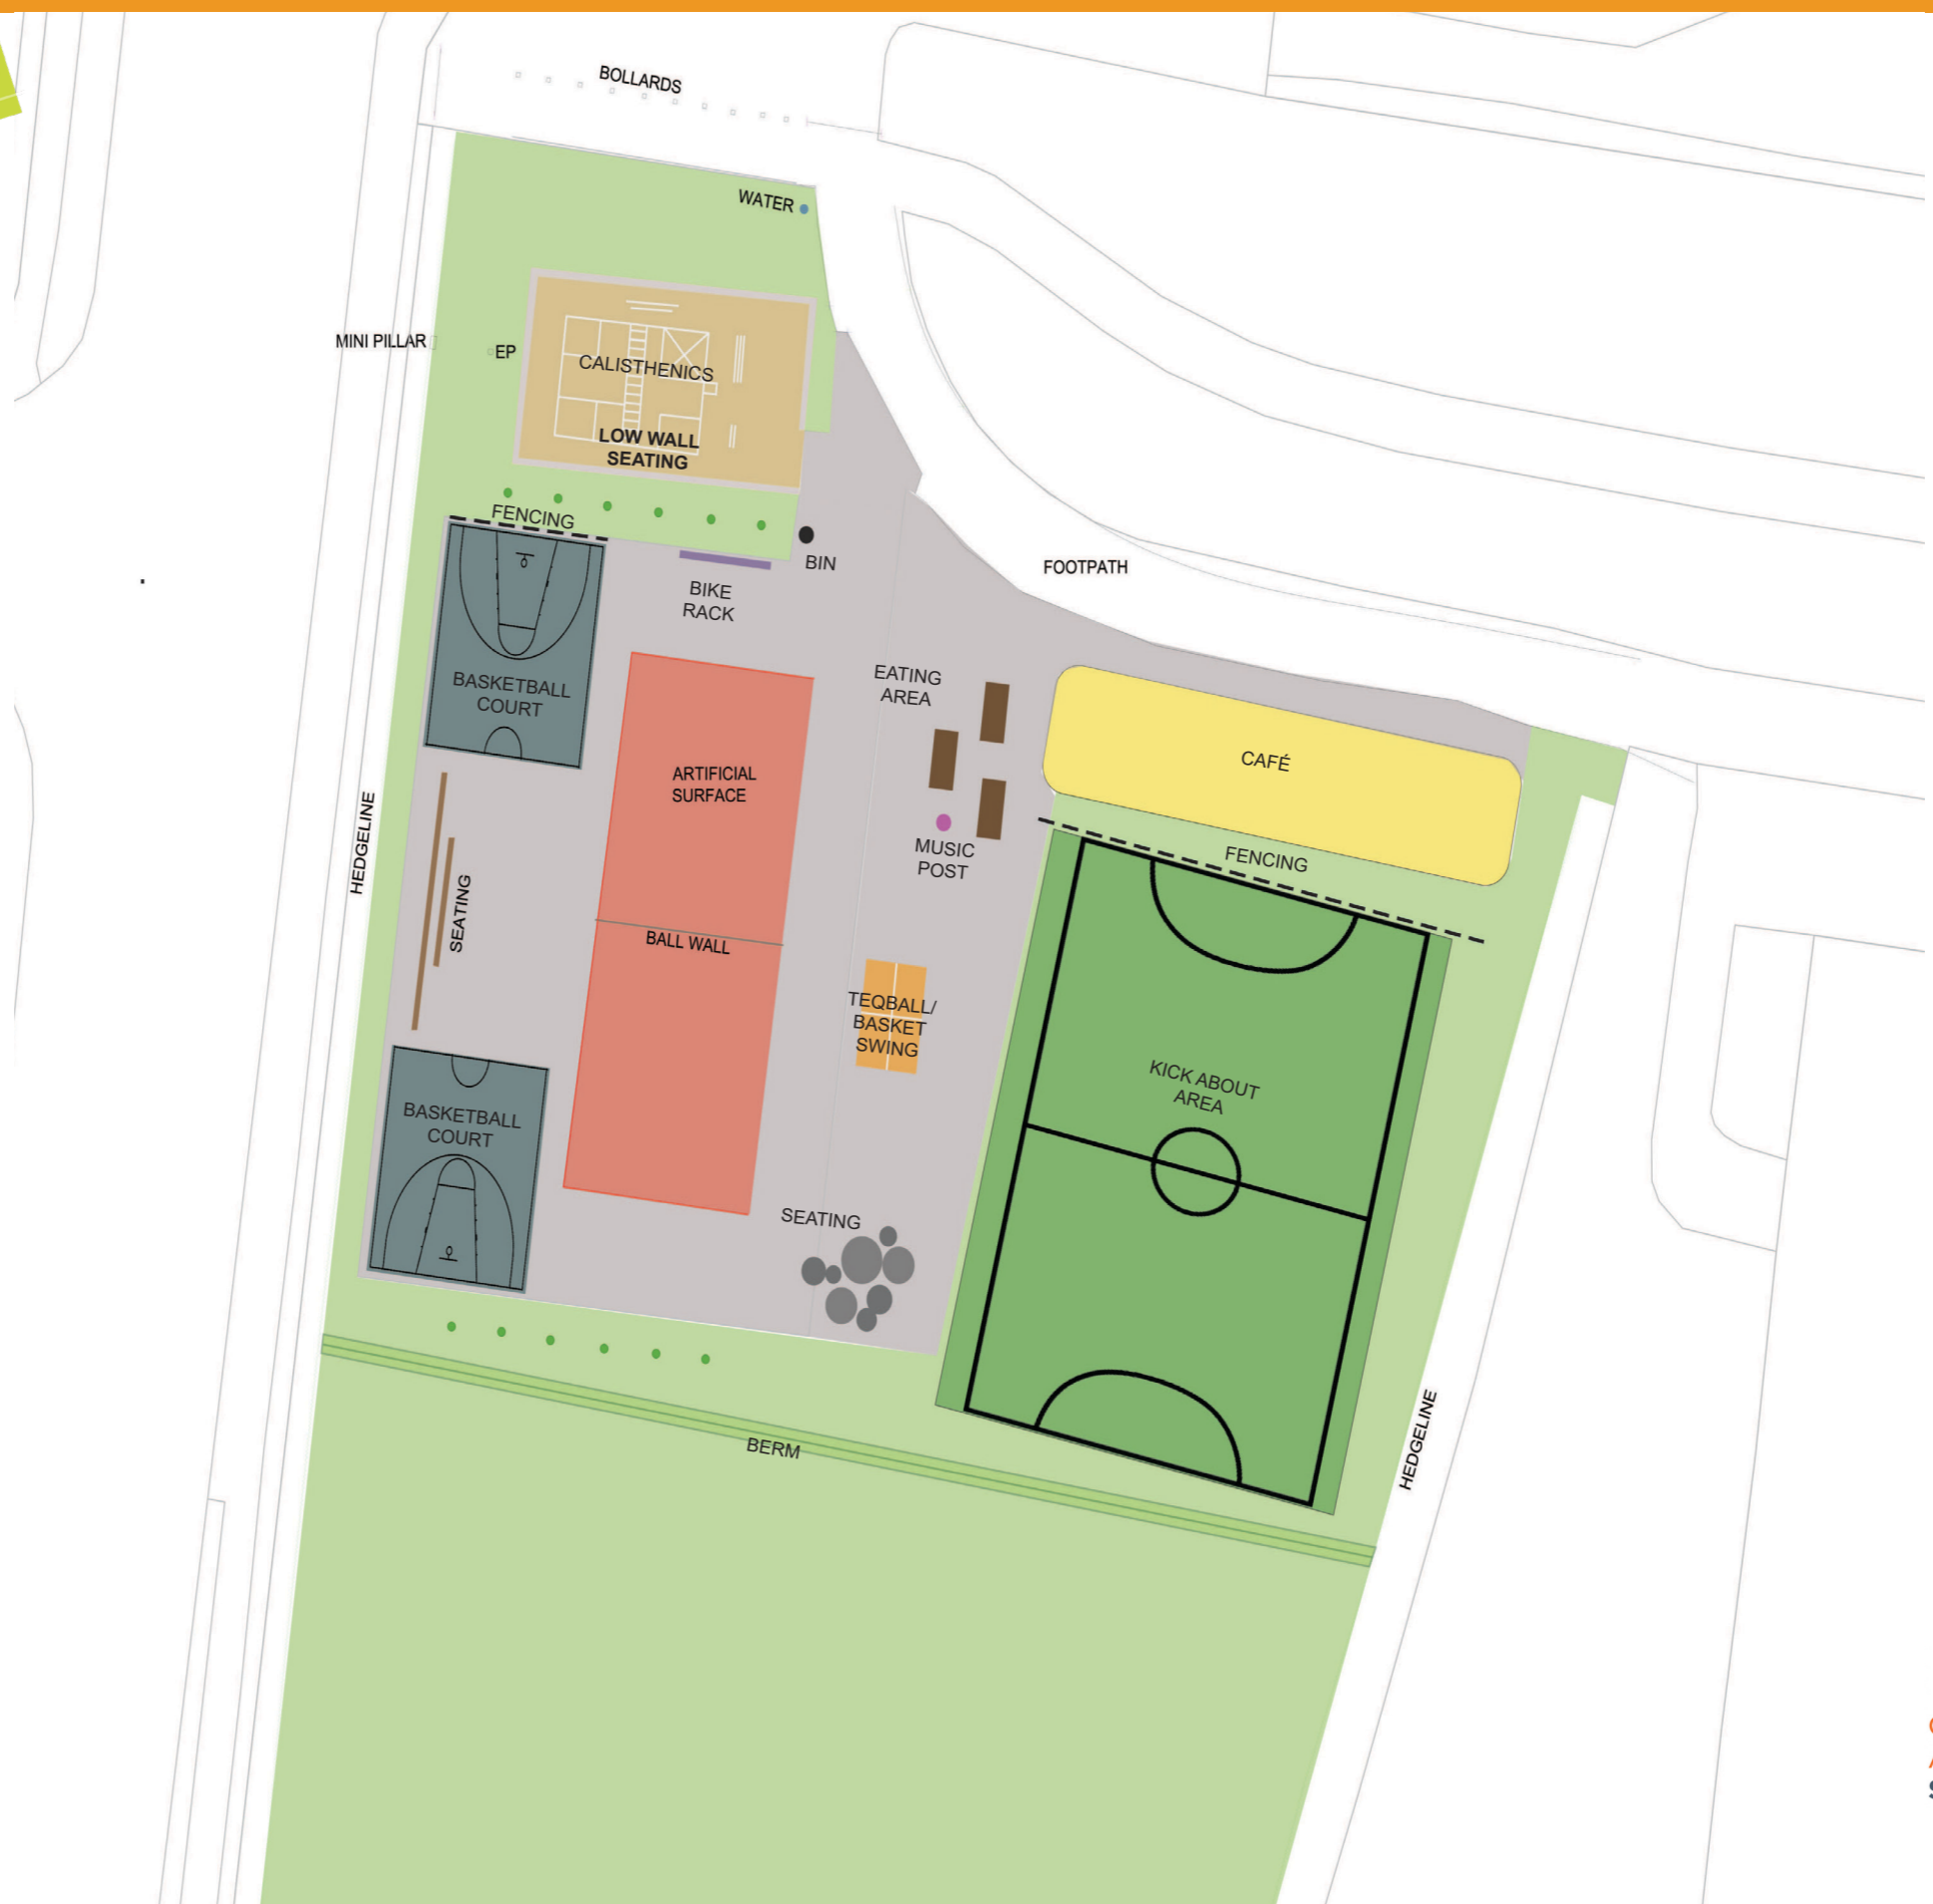 BOLLARDS
WATER
MINI PILLAR
EP
CALISTHENICS
LOW WALL
SEATING
FENCING
BIN
BIKE
RACK
FOOTPATH
BASKETBALL
COURT
EATING
AREA
ARTIFICIAL
SURFACE
CAFÉ
HEDGELINE
MUSIC
POST
FENCING
SEATING
BALL WALL
TEQBALL/
BASKET
SWING
KICK ABOUT
AREA
BASKETBALL
COURT
SEATING
HEDGELINE
BERM